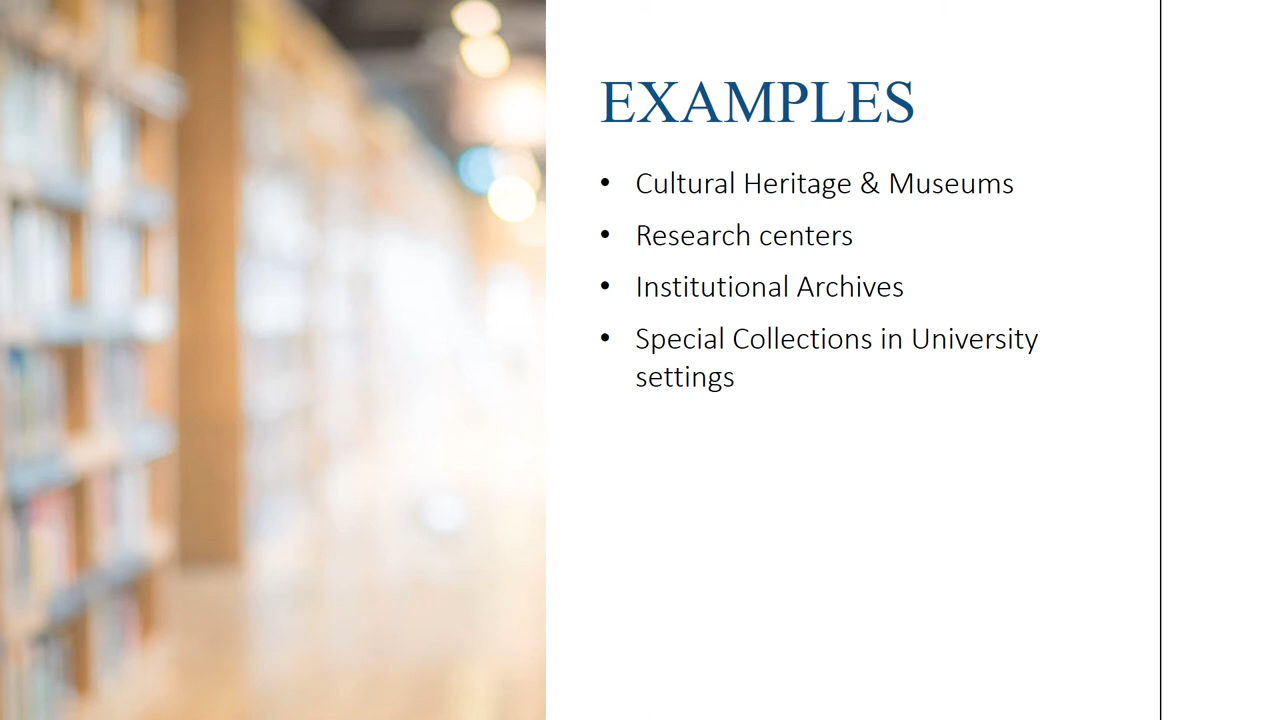 EXAMPLES
• Cultural Heritage & Museums
• Research centers
• Institutional Archives
• Special Collections in University
settings